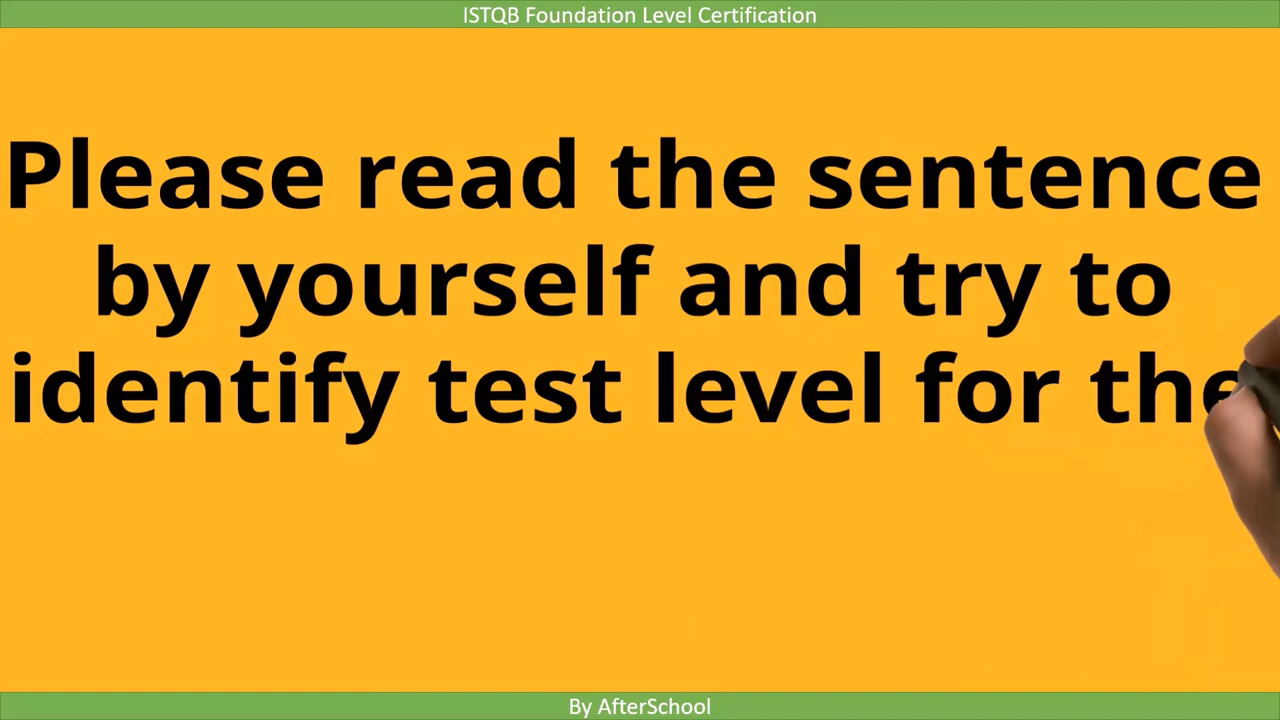 ISTQB Foundation Level Certification
Please read the sentence
by yourself and try to
identify test level for the
By AfterSchool